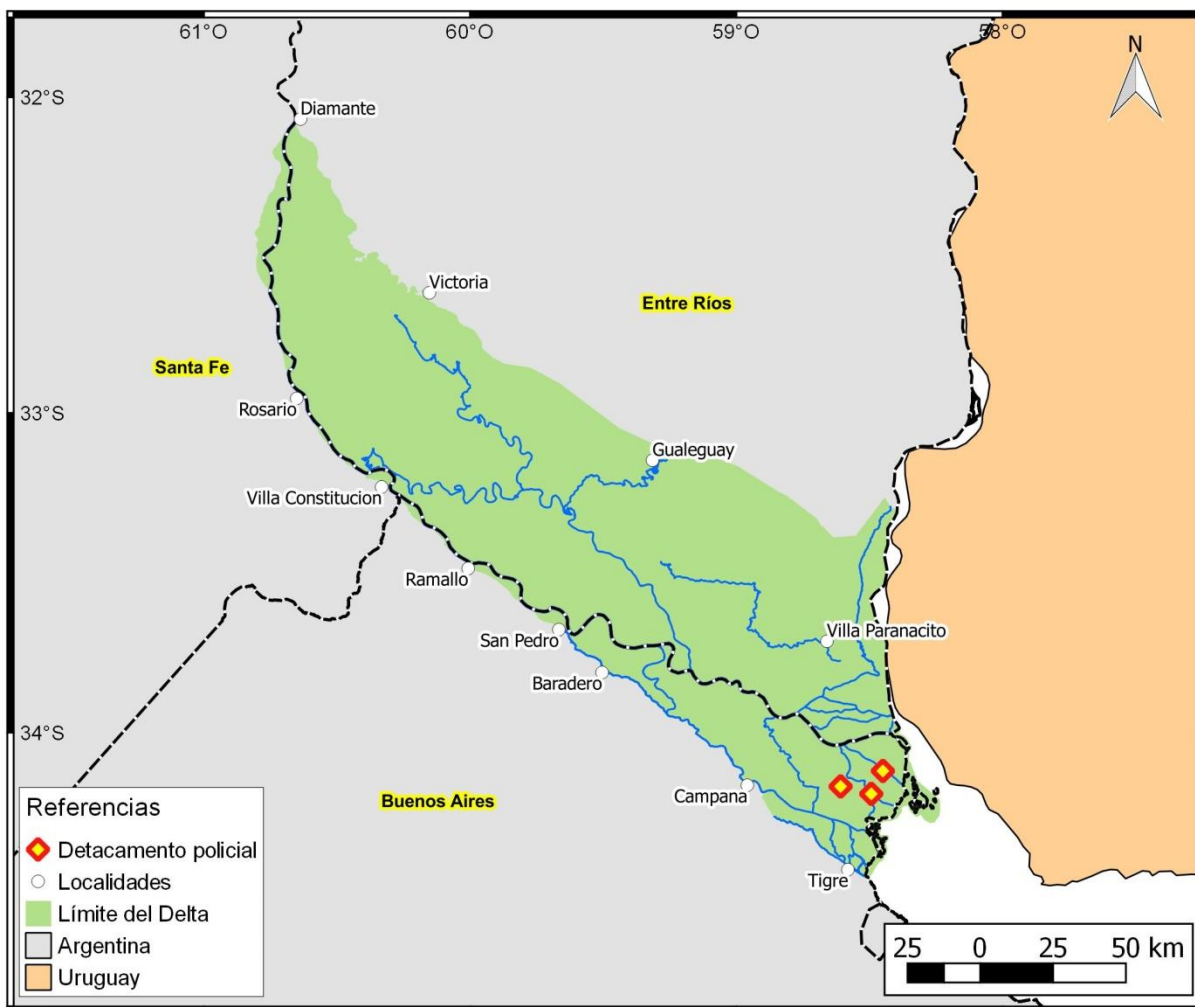 61°O
60°O
59°O
58°O
N
32°S
Diamante
Victoria
Entre Ríos
Santa Fe
Rosario
33°S
Gualeguay
Villa Constitucion
Ramallo
San Pedro
Villa Paranacito
Baradero
34°S
Campana
Buenos Aires
Tigre
Referencias
Detacamento policial
Localidades
Límite del Delta
Argentina
Uruguay
25 0 25 50 km